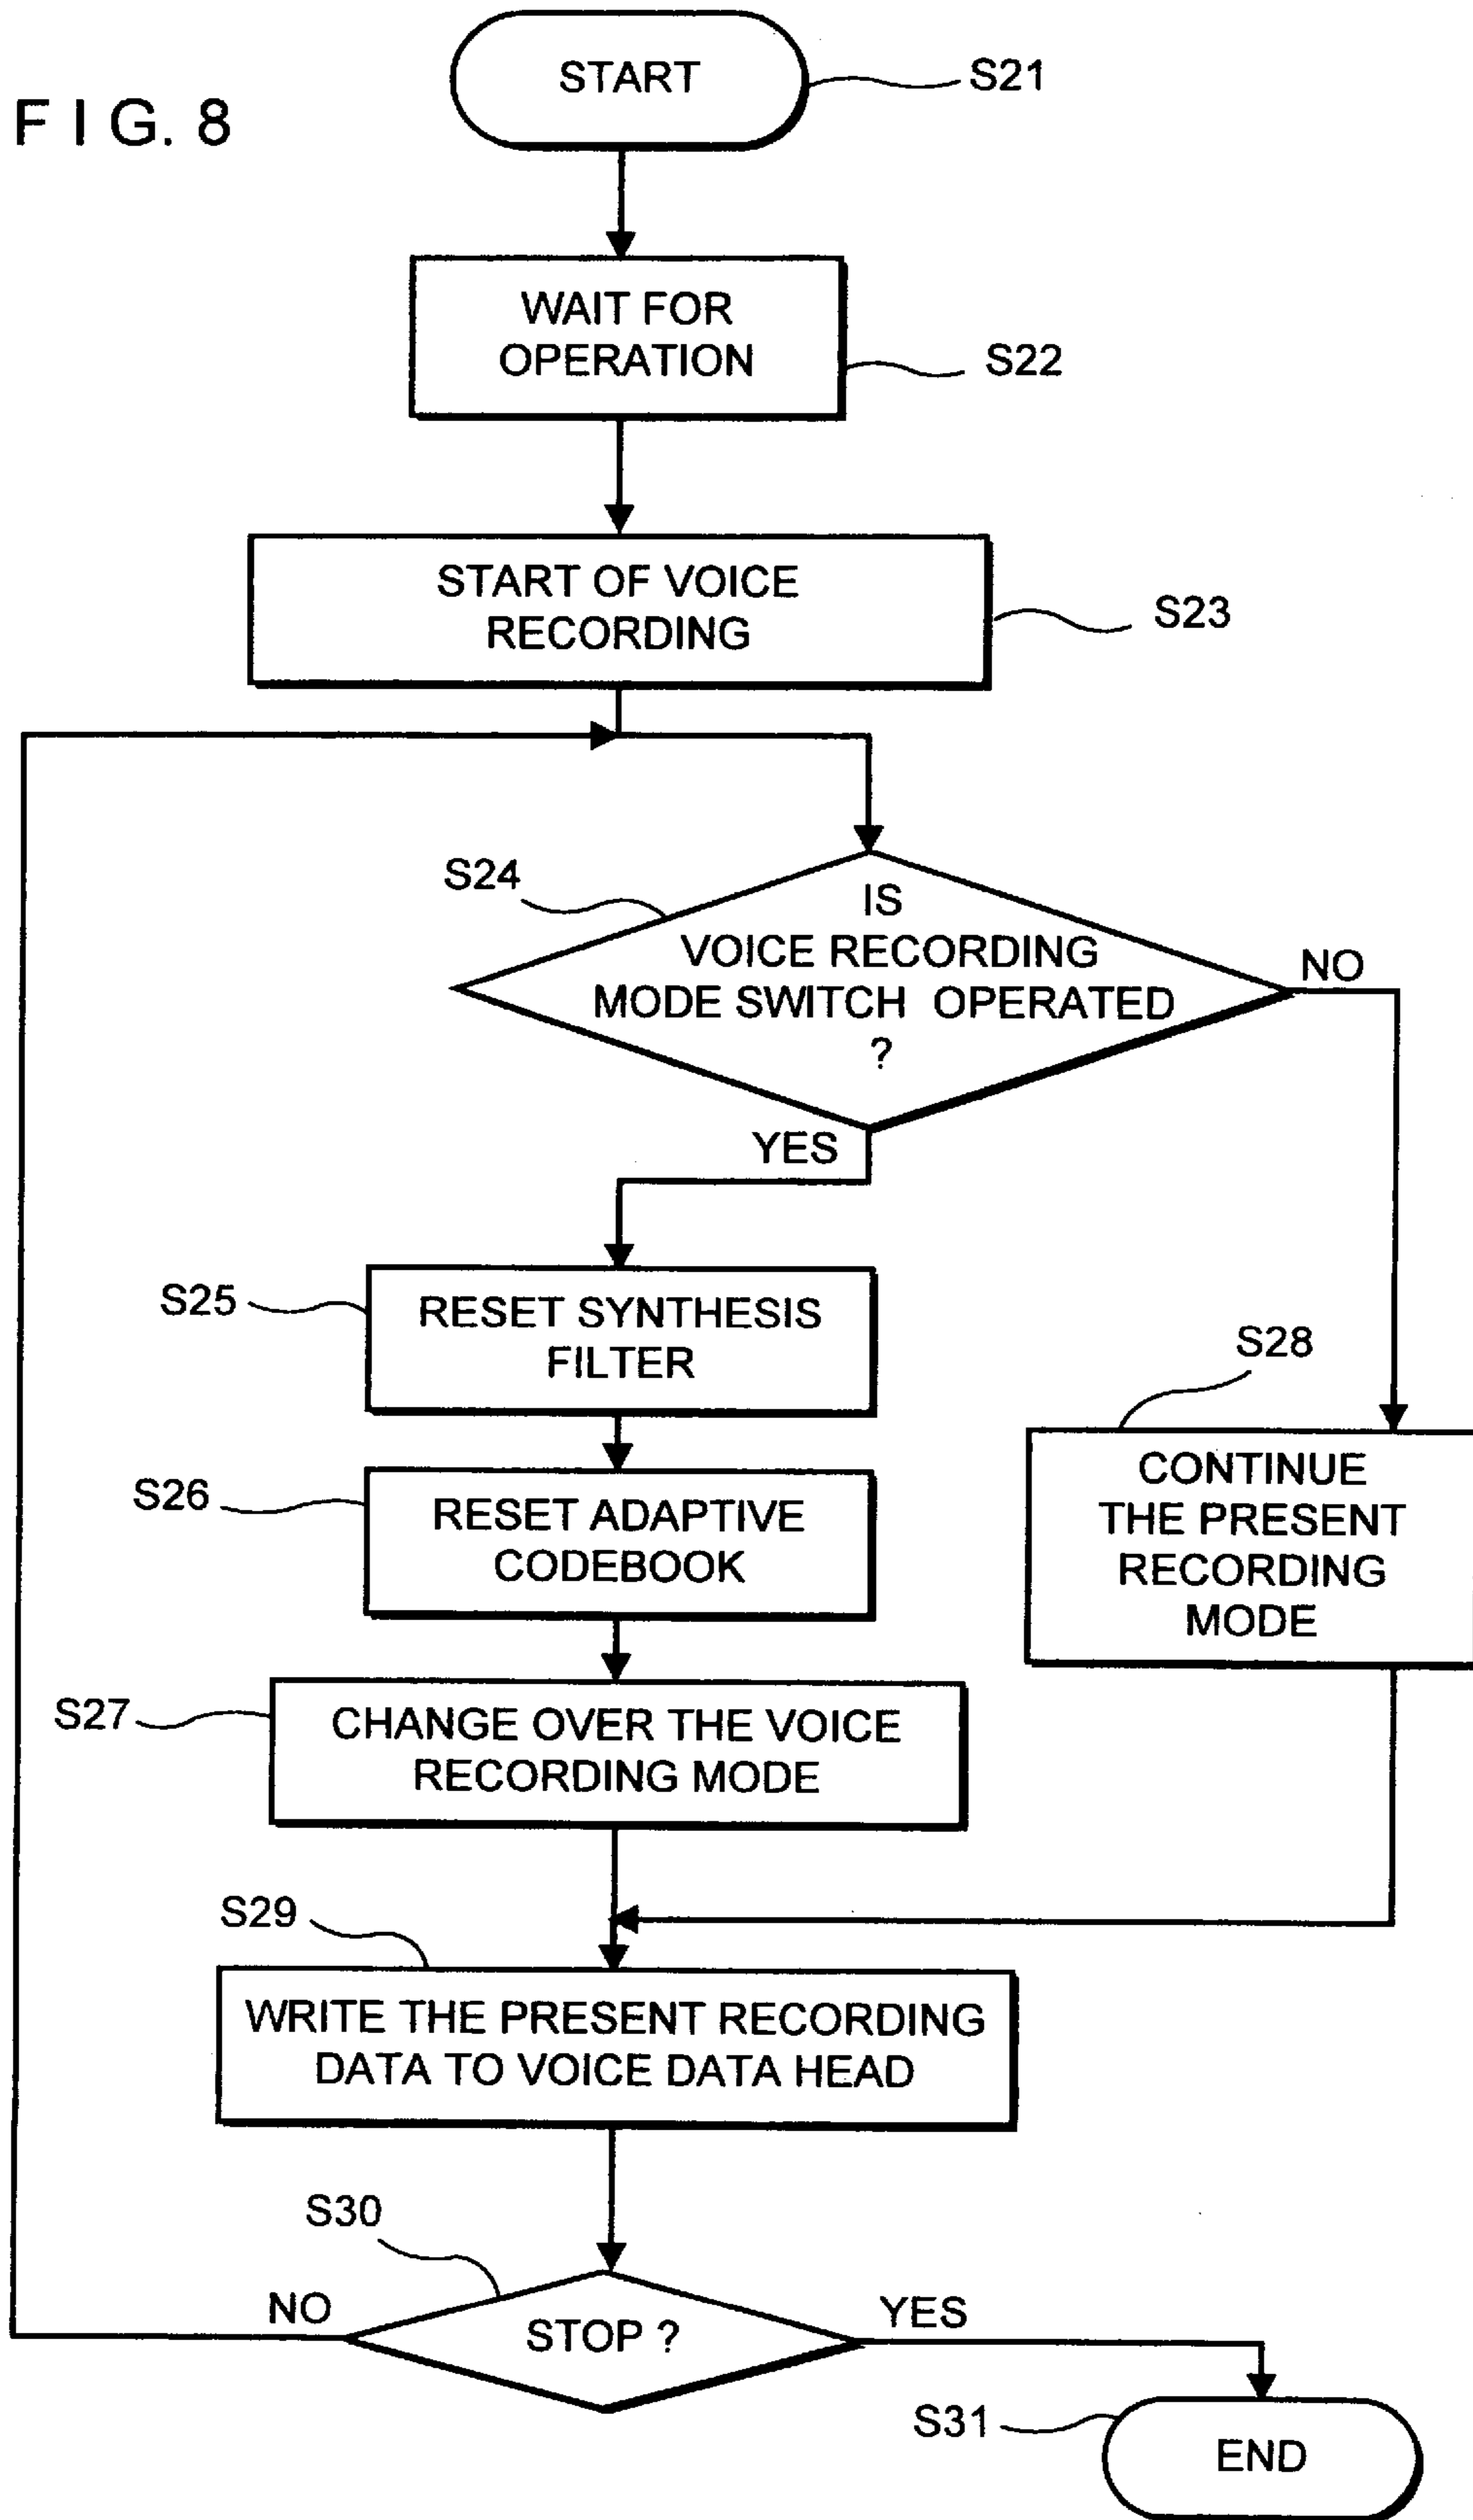 START
S21
F I G. 8
WAIT FOR
OPERATION
S22
START OF VOICE
RECORDING
S23
S24
IS
VOICE RECORDING
MODE SWITCH OPERATED
?
NO
YES
S25
RESET SYNTHESIS
FILTER
S28
CONTINUE
THE PRESENT
RECORDING
MODE
S26
RESET ADAPTIVE
CODEBOOK
S27
CHANGE OVER THE VOICE
RECORDING MODE
S29
WRITE THE PRESENT RECORDING
DATA TO VOICE DATA HEAD
S30
NO
STOP ?
YES
S31
END